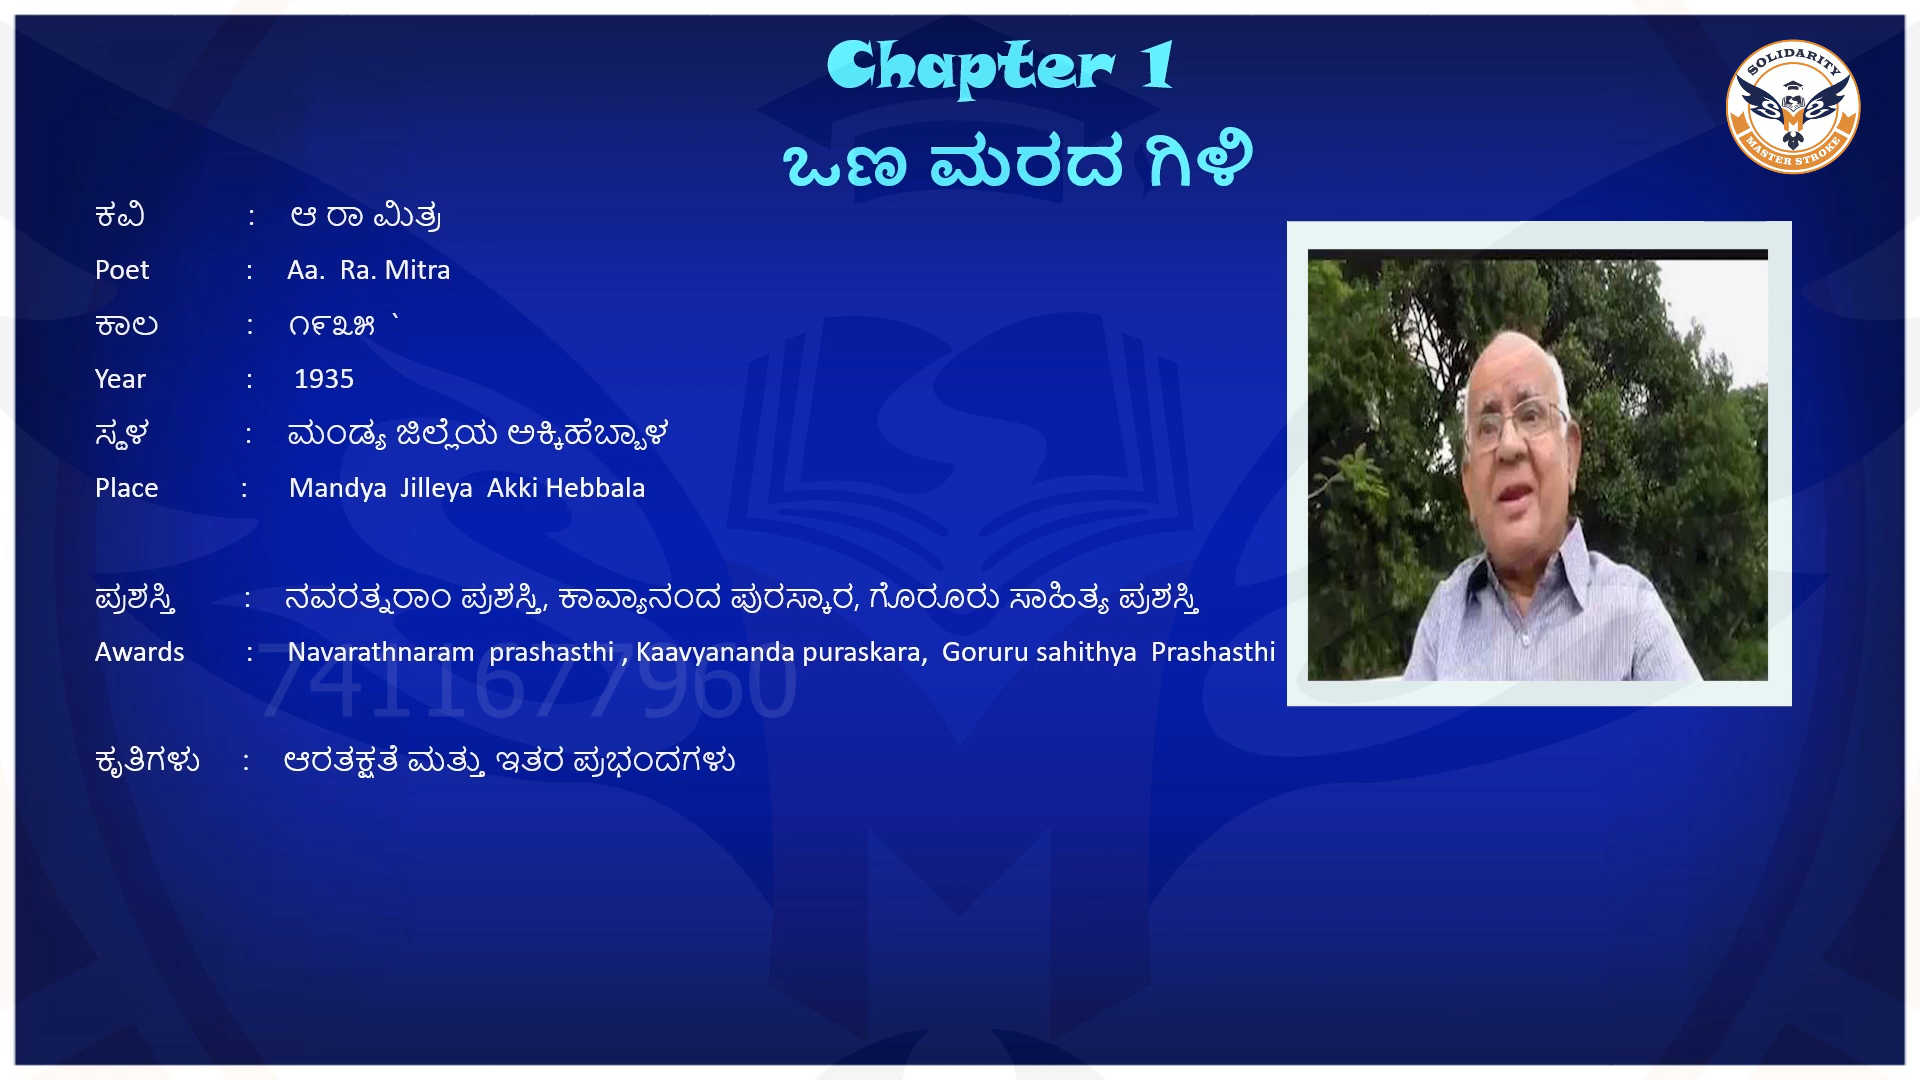 Chapter 1
SOLIDARITY
MASTER STROKE
ಒಣ ಮರದ ಗಿಳಿ
ಕವಿ : ಆ ರಾ ಮಿತ್ರ
Poet : Aa. Ra. Mitra
ಕಾಲ : ೧೯೩೫ `
Year : 1935
ಸ್ಥಳ : ಮಂಡ್ಯ ಜಿಲ್ಲೆಯ ಅಕ್ಕಿಹೆಬ್ಬಾಳ
Place : Mandya Jilleya Akki Hebbala
ಪ್ರಶಸ್ತಿ : ನವರತ್ನರಾಂ ಪ್ರಶಸ್ತಿ, ಕಾವ್ಯಾನಂದ ಪುರಸ್ಕಾರ, ಗೊರೂರು ಸಾಹಿತ್ಯ ಪ್ರಶಸ್ತಿ
Awards : Navarathnaram prashasthi , Kaavyananda puraskara, Goruru sahithya Prashasthi
7411677960
ಕೃತಿಗಳು : ಆರತಕ್ಷತೆ ಮತ್ತು ಇತರ ಪ್ರಭಂದಗಳು